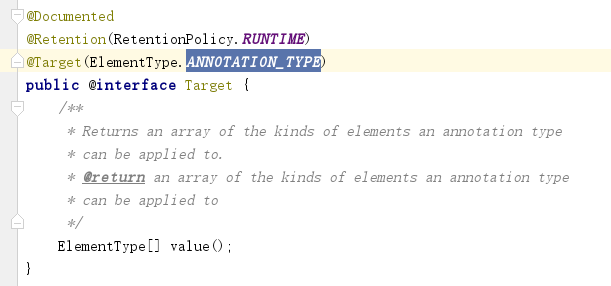 @Documented
@Retention(RetentionPolicy.RUNTIME)
@Target(ElementType.ANNOTATION_TYPE)
public @interface Target {
/**
* Returns an array of the kinds of elements an annotation type
* can be applied to.
* @return an array of the kinds of elements an annotation type
* can be applied to
*/
ElementType[] value();
}